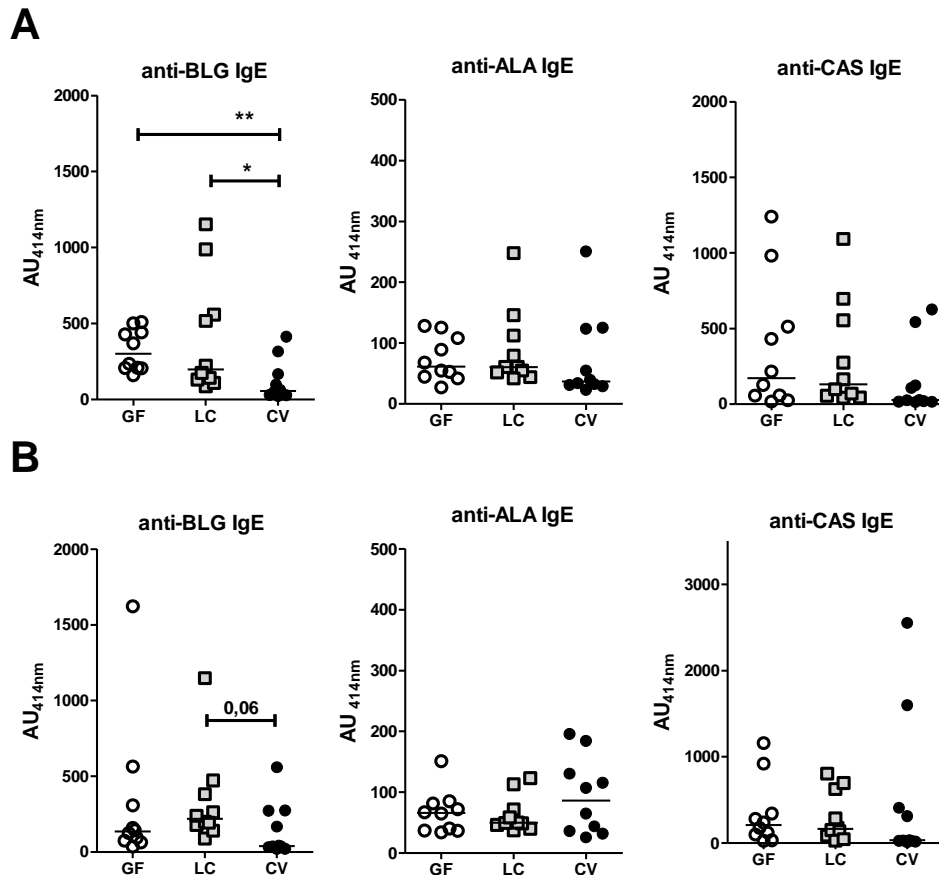 A
anti-BLG IgE
anti-ALA IgE
anti-CAS IgE
2000
1500
1000
500
0
AU 414nm
**
*
GF
LC
CV
500
300
200
100
0
AU 414nm
GF
LC
CV
2000
1500
1000
500
0
AU 414nm
GF
LC
CV
B
anti-BLG IgE
anti-ALA IgE
anti-CAS IgE
2000
1500
1000
500
0
AU414nm
0,06
GF
LC
CV
500
400
300
200
100
0
AU414nm
GF
LC
CV
3000
2000
1000
0
AU414nm
GF
LC
CV